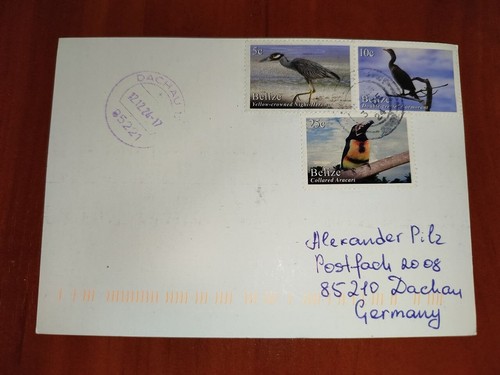 5c
Belize
Yellow-crowned Night Heron
10c
Belize
25c
Belize
Collared Aracari
DACHAU
12.12.24-17
85221
Alexander Pilz
Postfach 2008
85210 Dachau
Germany